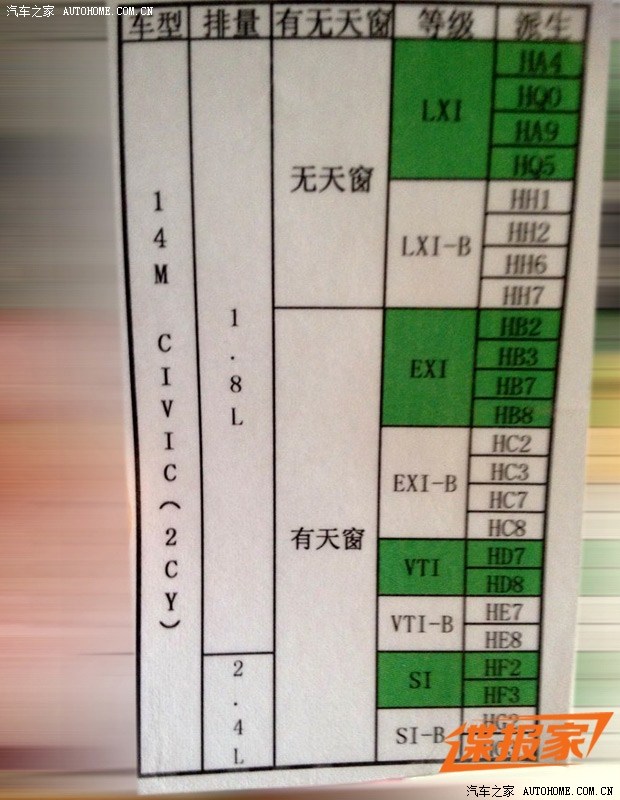 汽车之家 AUTOHOME.COM.CN
车型 排量 有无天窗 等级 派生
14M CIVIC(2CY)
1.8L
无天窗
LXI
HA4
HQ0
HA9
HQ5
LXI-B
HH1
HH2
HH6
HH7
有天窗
EXI
HB2
HB3
HB7
HB8
EXI-B
HC2
HC3
HC7
HC8
VTI
HD7
HD8
VTI-B
HE7
HE8
2.4L
SI
HF2
HF3
SI-B
HG2
谍报家
汽车之家 AUTOHOME.COM.CN